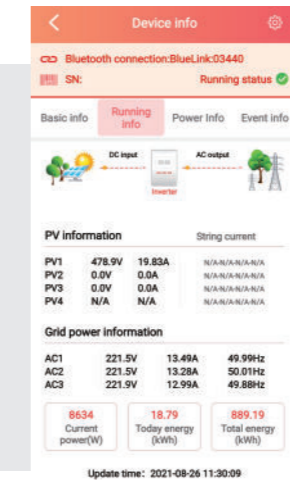 Device info
Bluetooth connection:BlueLink:03440
SN: Running status
Basic info Running info Power Info Event info
DC input AC output
Inverter
PV information String current
PV1 478.9V 19.83A N/A-N/A-N/A-N/A
PV2 0.0V 0.0A N/A-N/A-N/A-N/A
PV3 0.0V 0.0A N/A-N/A-N/A-N/A
PV4 N/A N/A N/A-N/A-N/A-N/A
Grid power information
AC1 221.5V 13.49A 49.99Hz
AC2 221.5V 13.28A 50.01Hz
AC3 221.9V 12.99A 49.88Hz
8634 18.79 889.19
Current Today energy Total energy
power(W) (kWh) (kWh)
Update time: 2021-08-26 11:30:09